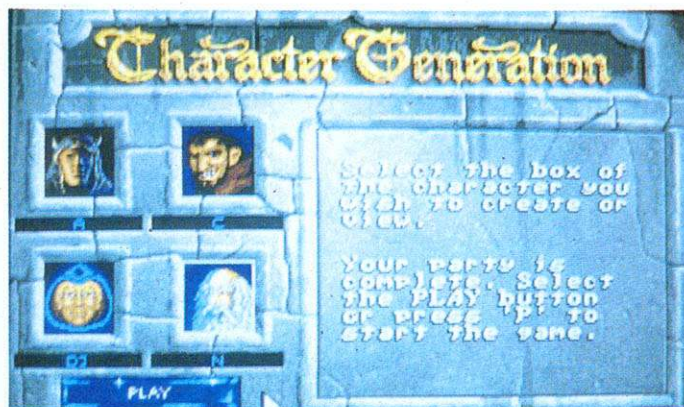 Character Generation
A
C
Select the box of
the character you
wish to create or
view.
Your party is
complete. Select
the PLAY button
or press 'P' to
start the game.
N
PLAY